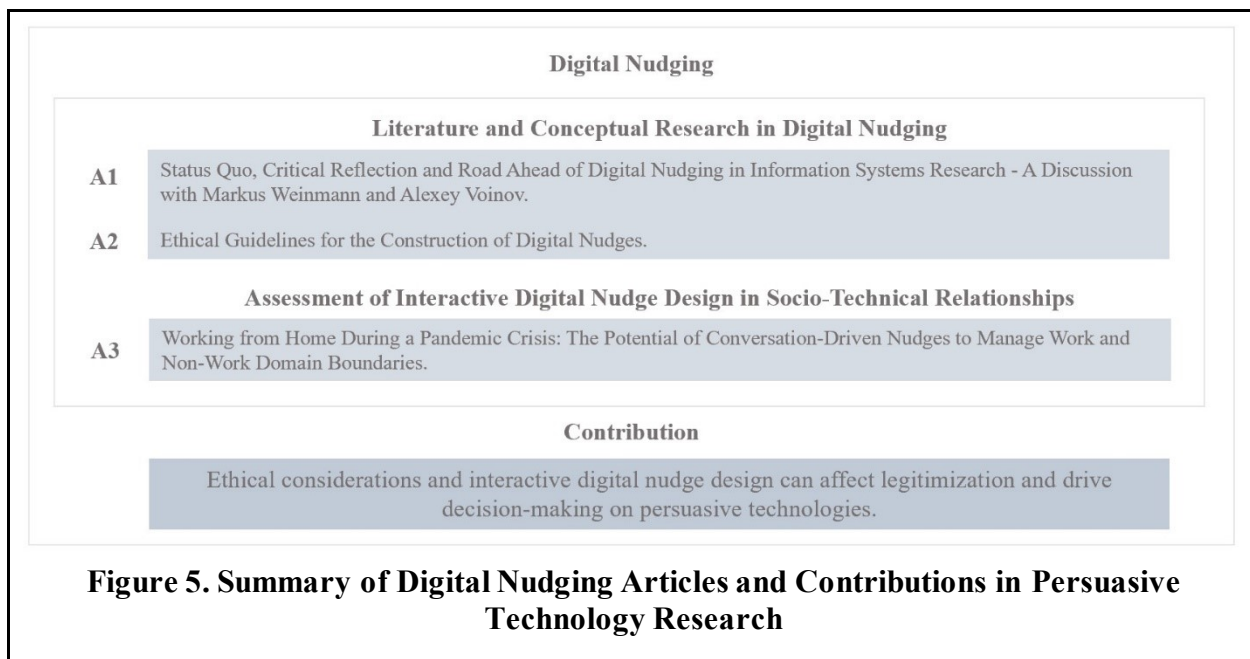 Digital Nudging
Literature and Conceptual Research in Digital Nudging
A1
Status Quo, Critical Reflection and Road Ahead of Digital Nudging in Information Systems Research - A Discussion
with Markus Weinmann and Alexey Voinov.
A2
Ethical Guidelines for the Construction of Digital Nudges.
Assessment of Interactive Digital Nudge Design in Socio-Technical Relationships
A3
Working from Home During a Pandemic Crisis: The Potential of Conversation-Driven Nudges to Manage Work and
Non-Work Domain Boundaries.
Contribution
Ethical considerations and interactive digital nudge design can affect legitimization and drive
decision-making on persuasive technologies.
Figure 5. Summary of Digital Nudging Articles and Contributions in Persuasive
Technology Research